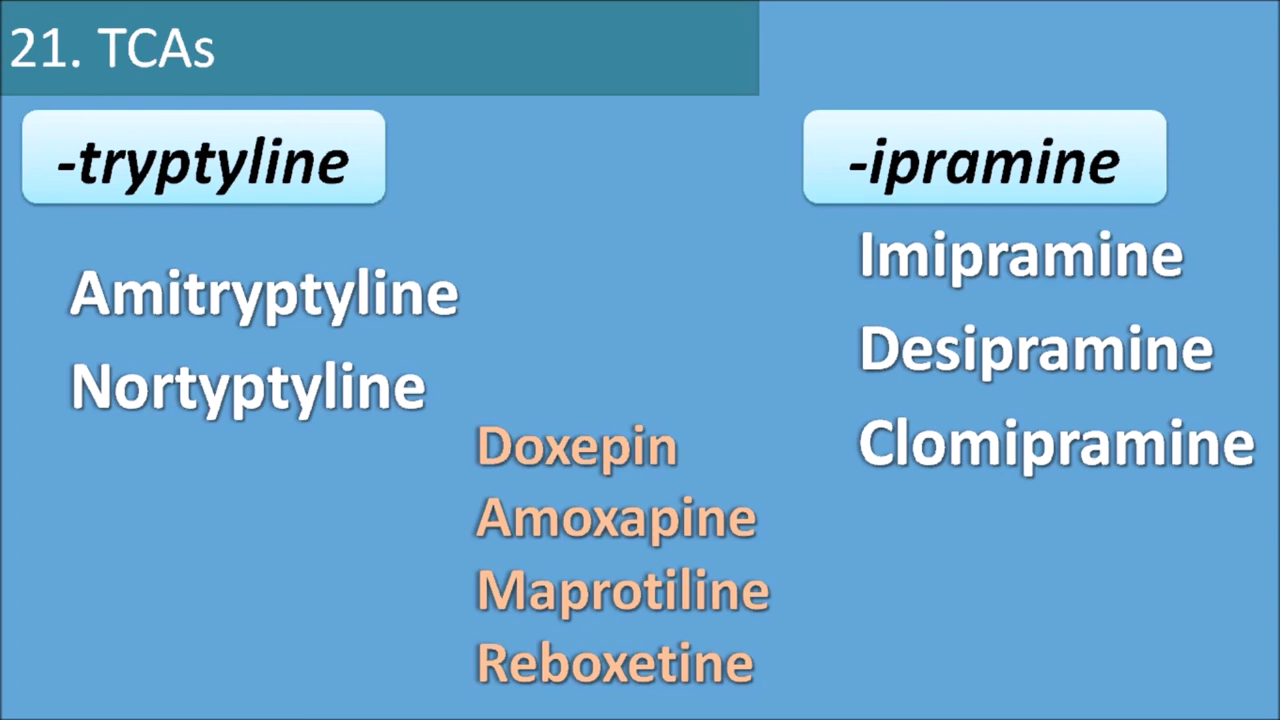 21. TCAs
-tryptyline
Amitryptyline
Nortyptyline
Doxepin
Amoxapine
Maprotiline
Reboxetine
-ipramine
Imipramine
Desipramine
Clomipramine